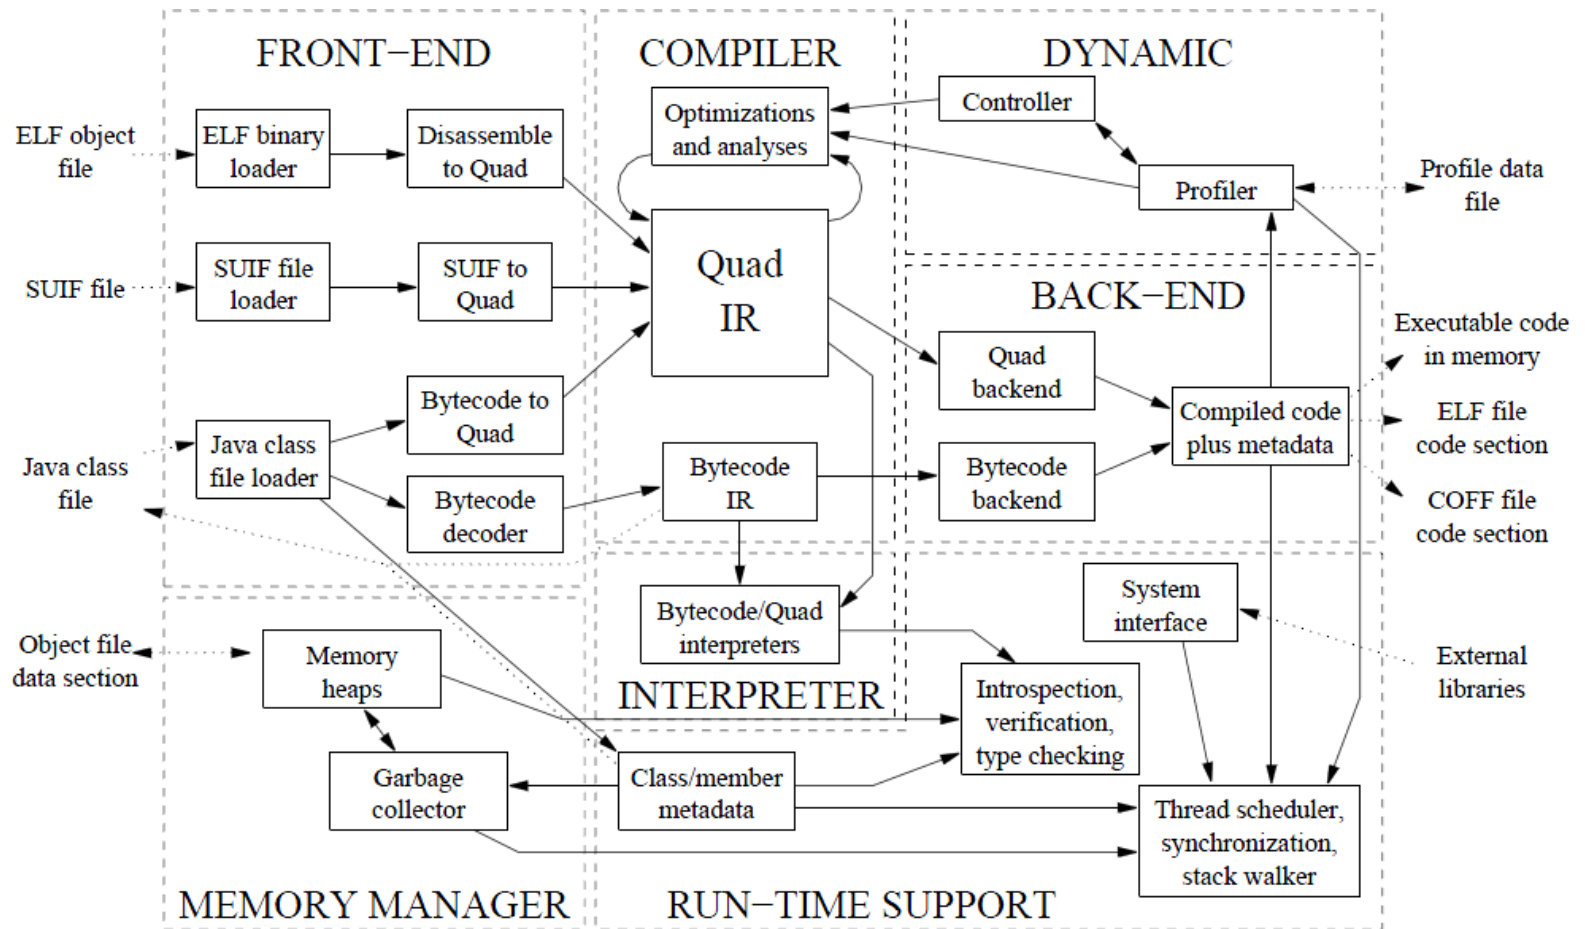 FRONT−END
COMPILER
DYNAMIC
ELF object
file
ELF binary
loader
Disassemble
to Quad
Optimizations
and analyses
Controller
Profiler
Profile data
file
SUIF file
SUIF file
loader
SUIF to
Quad
Quad
IR
BACK−END
Executable code
in memory
Quad
backend
Compiled code
plus metadata
ELF file
code section
COFF file
code section
Java class
file
Java class
file loader
Bytecode to
Quad
Bytecode
decoder
Bytecode
IR
Bytecode
backend
Bytecode/Quad
interpreters
INTERPRETER
System
interface
External
libraries
Object file
data section
Memory
heaps
Introspection,
verification,
type checking
Garbage
collector
Class/member
metadata
Thread scheduler,
synchronization,
stack walker
MEMORY MANAGER
RUN−TIME SUPPORT